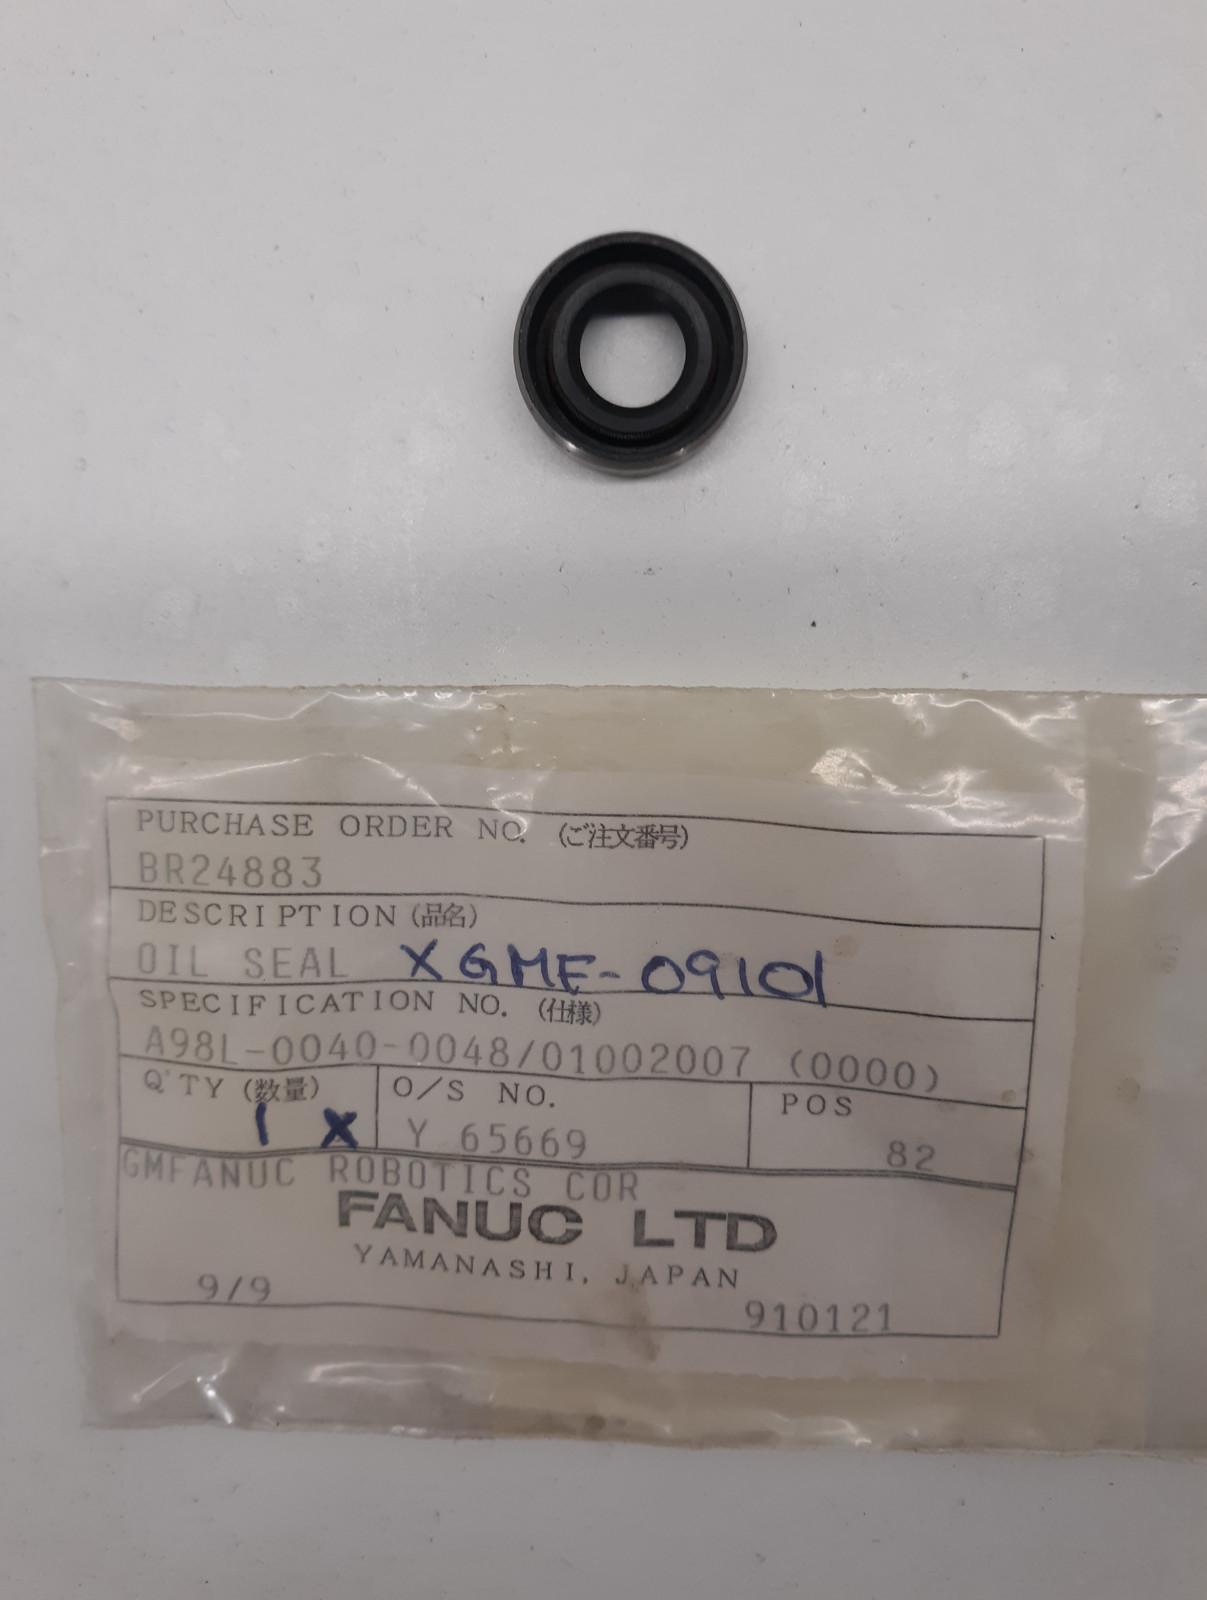 PURCHASE ORDER NO. (ご注文番号)
BR24883
DESCRIPTION (品名)
OIL SEAL XGMF-09101
SPECIFICATION NO. (仕様)
A98L-0040-0048/01002007 (0000)
Q'TY (数量) O/S NO. POS
1 X Y 65669 82
GMFANUC ROBOTICS COR
FANUC LTD
YAMANASHI, JAPAN
9/9 910121